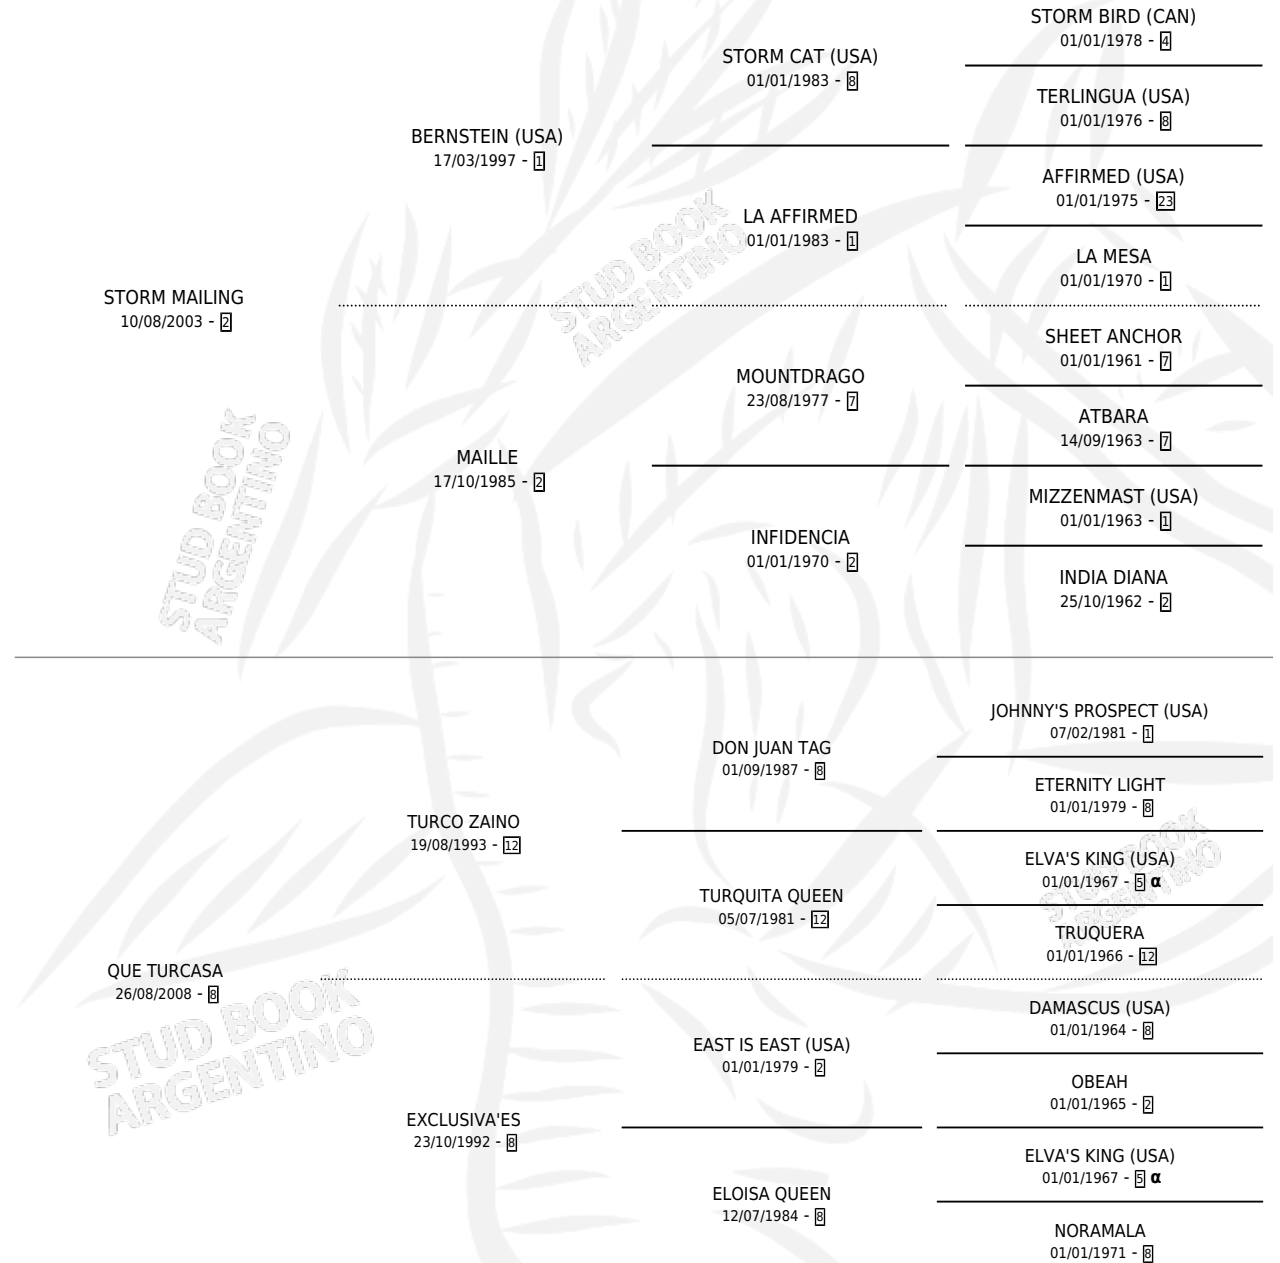 STORM BIRD (CAN)
01/01/1978 - 4
STORM CAT (USA)
01/01/1983 - 8
TERLINGUA (USA)
01/01/1976 - 8
BERNSTEIN (USA)
17/03/1997 - 1
AFFIRMED (USA)
01/01/1975 - 23
LA AFFIRMED
01/01/1983 - 1
LA MESA
01/01/1970 - 1
STORM MAILING
10/08/2003 - 2
SHEET ANCHOR
01/01/1961 - 7
MOUNTDRAGO
23/08/1977 - 7
ATBARA
14/09/1963 - 7
MAILLE
17/10/1985 - 2
MIZZENMAST (USA)
01/01/1963 - 1
INFIDENCIA
01/01/1970 - 2
INDIA DIANA
25/10/1962 - 2
JOHNNY'S PROSPECT (USA)
07/02/1981 - 1
DON JUAN TAG
01/09/1987 - 8
ETERNITY LIGHT
01/01/1979 - 8
TURCO ZAINO
19/08/1993 - 12
ELVA'S KING (USA)
01/01/1967 - 5 α
TURQUITA QUEEN
05/07/1981 - 12
TRUQUERA
01/01/1966 - 12
QUE TURCASA
26/08/2008 - 8
DAMASCUS (USA)
01/01/1964 - 8
EAST IS EAST (USA)
01/01/1979 - 2
OBEAH
01/01/1965 - 2
EXCLUSIVA'ES
23/10/1992 - 8
ELVA'S KING (USA)
01/01/1967 - 5 α
ELOISA QUEEN
12/07/1984 - 8
NORAMALA
01/01/1971 - 8
STUD BOOK
ARGENTINO
STUD BOOK
ARGENTINO
STUD BOOK
ARGENTINO
STUD BOOK
ARGENTINO